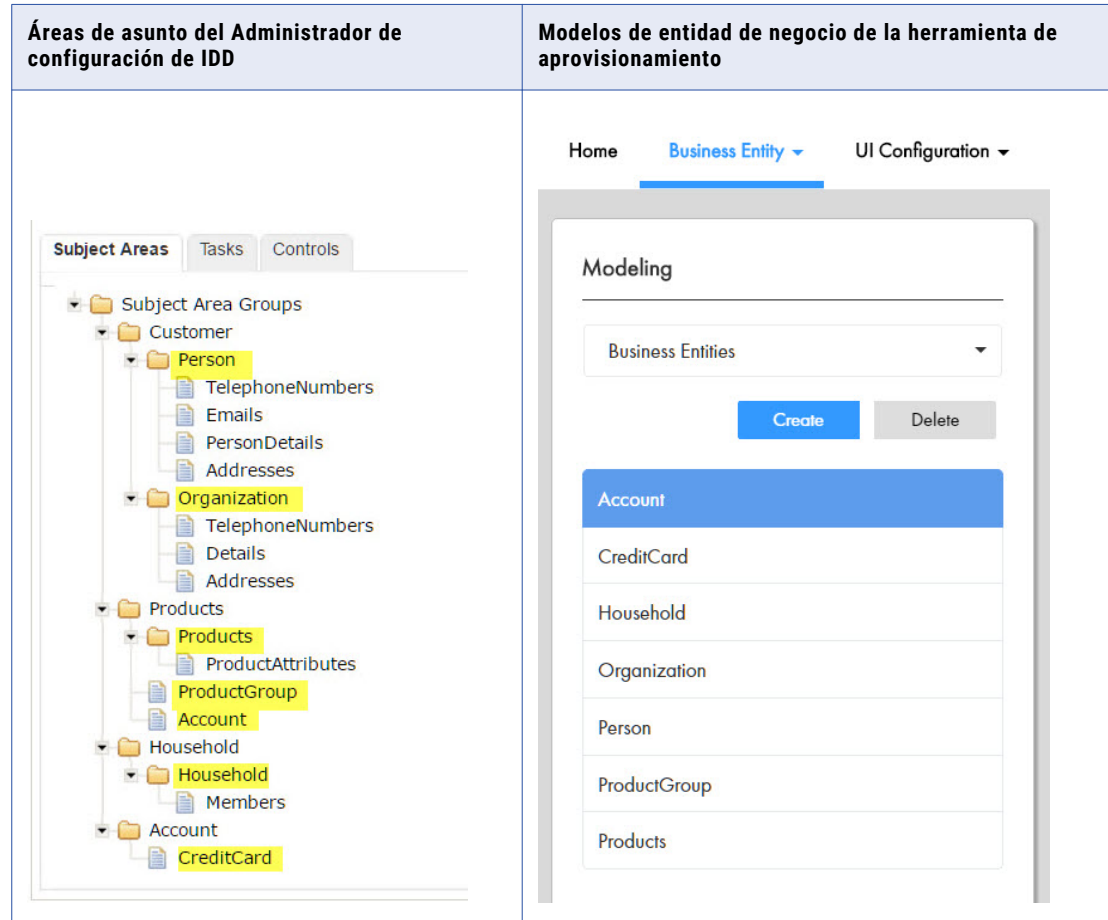 Áreas de asunto del Administrador de
configuración de IDD
Modelos de entidad de negocio de la herramienta de
aprovisionamiento
Subject Areas Tasks Controls
Subject Area Groups
Customer
Person
TelephoneNumbers
Emails
PersonDetails
Addresses
Organization
TelephoneNumbers
Details
Addresses
Products
Products
ProductAttributes
ProductGroup
Account
Household
Household
Members
Account
CreditCard
Home Business Entity UI Configuration
Modeling
Business Entities
Create Delete
Account
CreditCard
Household
Organization
Person
ProductGroup
Products